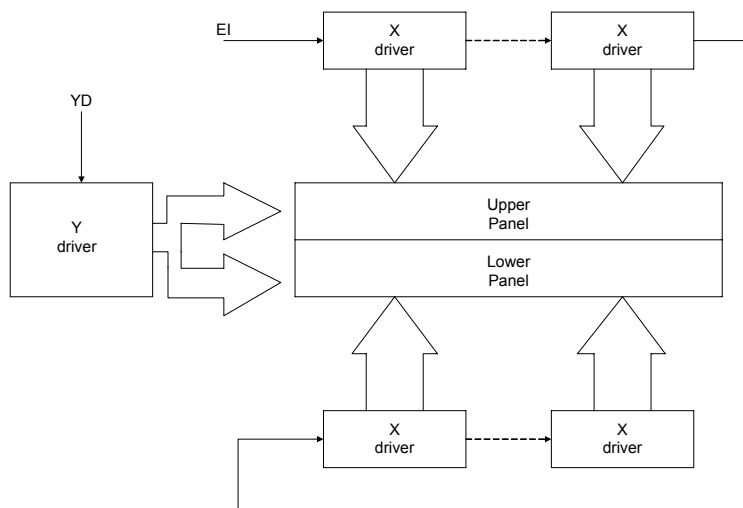 EI
X
driver
X
driver
YD
Y
driver
Upper
Panel
Lower
Panel
X
driver
X
driver